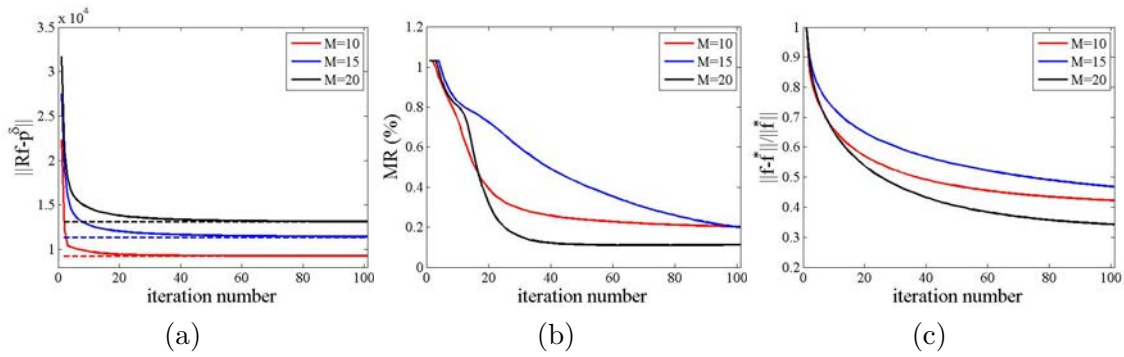 x 10⁴
3.5
3
2.5
2
1.5
1
||Rf-p^δ||
0
20
40
60
80
100
iteration number
M=10
M=15
M=20
(a)
1.2
1
0.8
0.6
0.4
0.2
0
MR (%)
0
20
40
60
80
100
iteration number
M=10
M=15
M=20
(b)
1
0.9
0.8
0.7
0.6
0.5
0.4
0.3
0.2
||f-f*||/||f*||
0
20
40
60
80
100
iteration number
M=10
M=15
M=20
(c)